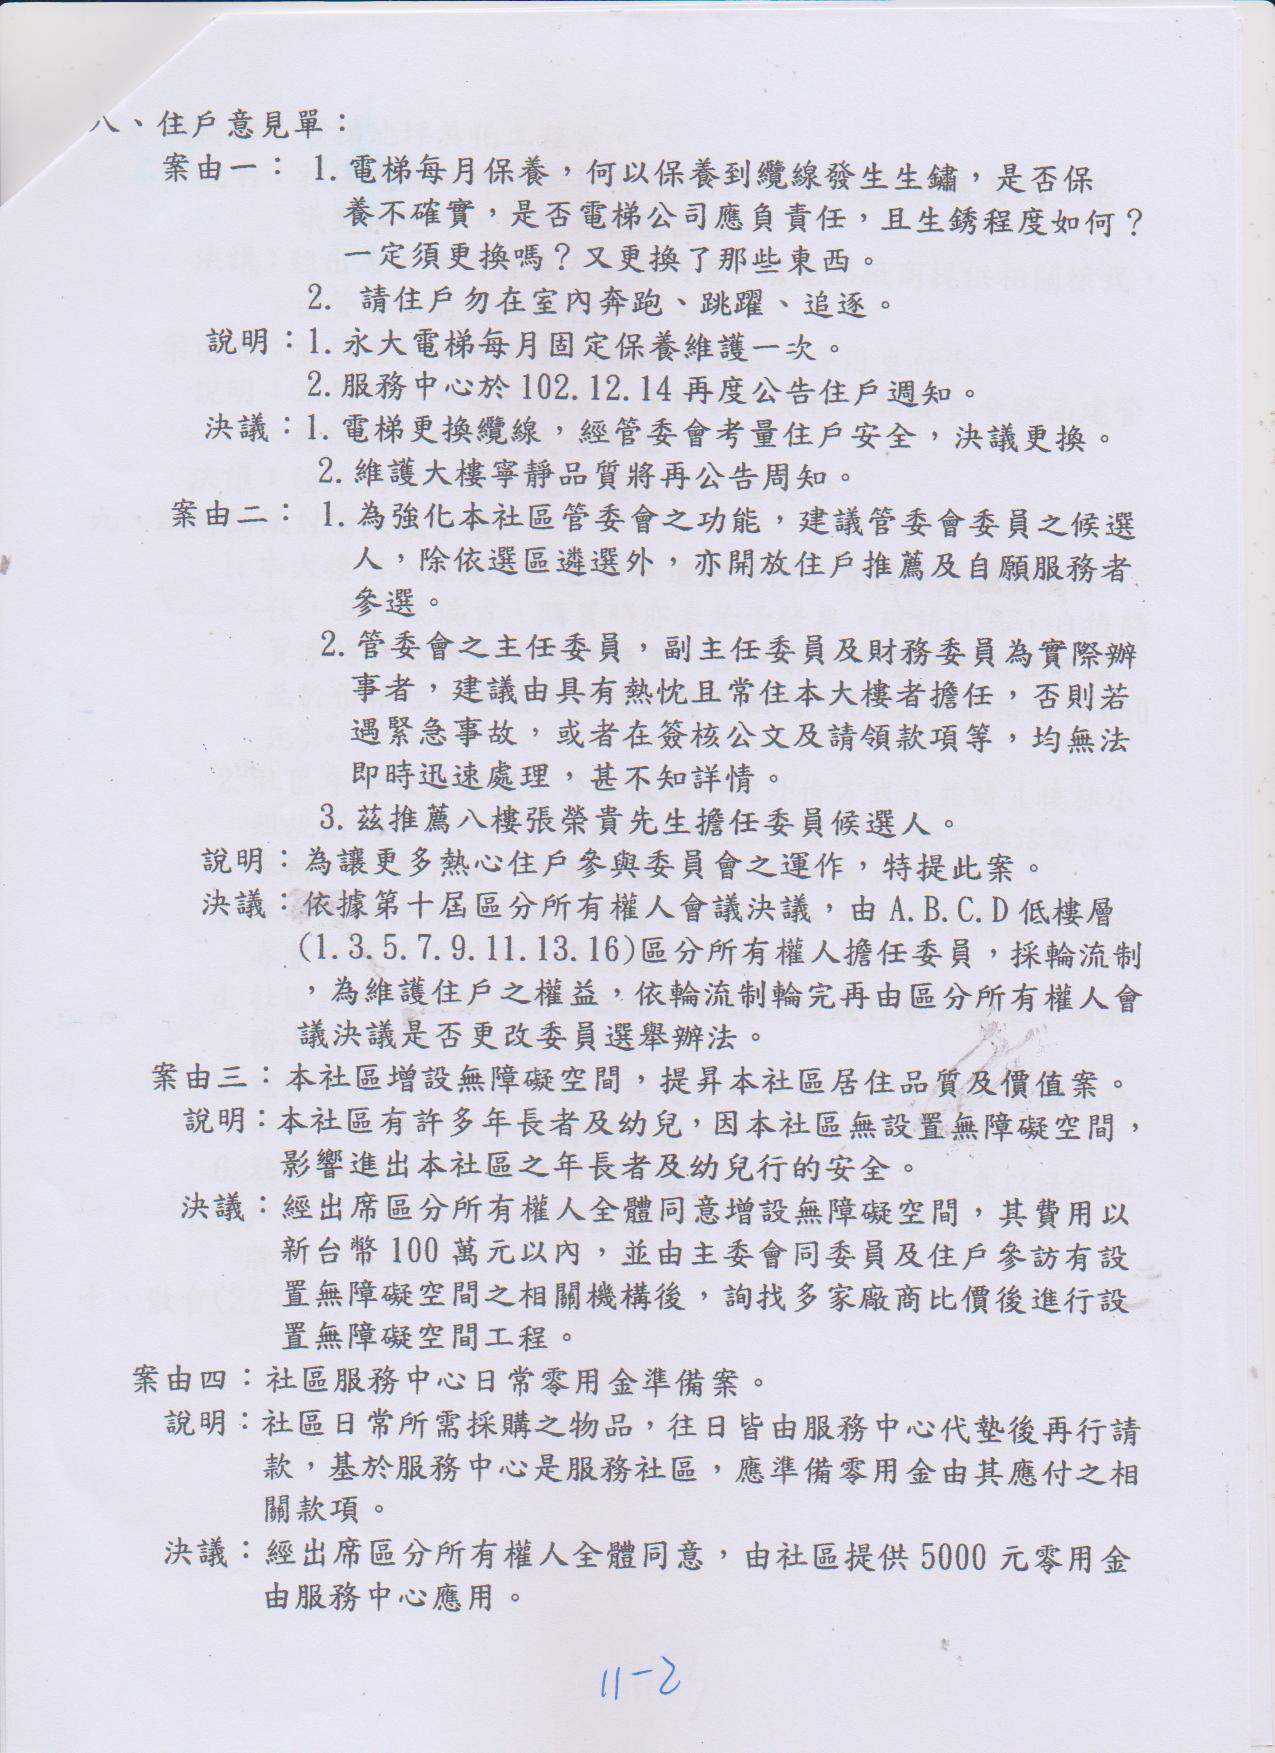 八、住戶意見單：
案由一： 1.電梯每月保養，何以保養到纜線發生生鏽，是否保
養不確實，是否電梯公司應負責任，且生銹程度如何？
一定須更換嗎？又更換了那些東西。
2. 請住戶勿在室內奔跑、跳躍、追逐。
說明：1.永大電梯每月固定保養維護一次。
2.服務中心於 102.12.14 再度公告住戶週知。
決議：1.電梯更換纜線，經管委會考量住戶安全，決議更換。
2.維護大樓寧靜品質將再公告周知。
案由二： 1.為強化本社區管委會之功能，建議管委會委員之候選
人，除依選區遴選外，亦開放住戶推薦及自願服務者
參選。
2.管委會之主任委員，副主任委員及財務委員為實際辦
事者，建議由具有熱忱且常住本大樓者擔任，否則若
遇緊急事故，或者在簽核公文及請領款項等，均無法
即時迅速處理，甚不知詳情。
3.茲推薦八樓張榮貴先生擔任委員候選人。
說明：為讓更多熱心住戶參與委員會之運作，特提此案。
決議：依據第十屆區分所有權人會議決議，由 A.B.C.D 低樓層
(1.3.5.7.9.11.13.16)區分所有權人擔任委員，採輪流制
，為維護住戶之權益，依輪流制輪完再由區分所有權人會
議決議是否更改委員選舉辦法。
案由三：本社區增設無障礙空間，提昇本社區居住品質及價值案。
說明：本社區有許多年長者及幼兒，因本社區無設置無障礙空間，
影響進出本社區之年長者及幼兒行的安全。
決議：經出席區分所有權人全體同意增設無障礙空間，其費用以
新台幣 100 萬元以內，並由主委會同委員及住戶參訪有設
置無障礙空間之相關機構後，詢找多家廠商比價後進行設
置無障礙空間工程。
案由四：社區服務中心日常零用金準備案。
說明：社區日常所需採購之物品，往日皆由服務中心代墊後再行請
款，基於服務中心是服務社區，應準備零用金由其應付之相
關款項。
決議：經出席區分所有權人全體同意，由社區提供 5000 元零用金
由服務中心應用。
11-2